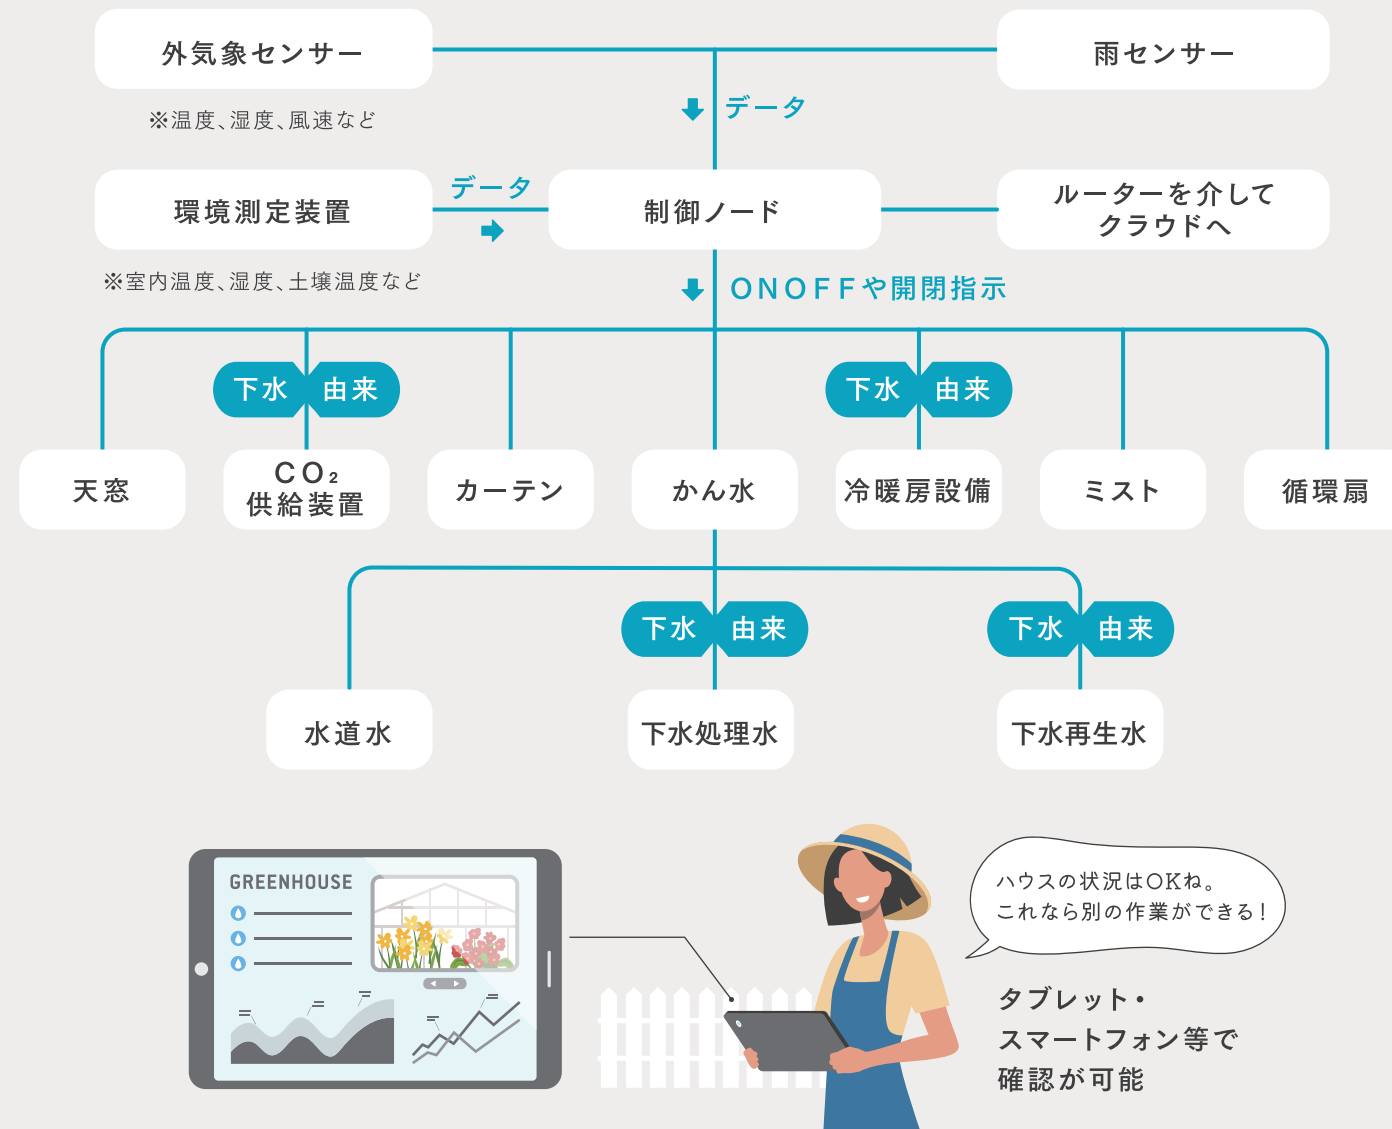 外気象センサー
雨センサー
データ
※温度、湿度、風速など
環境測定装置
データ
制御ノード
ルーターを介して
クラウドへ
※室内温度、湿度、土壌温度など
ONOFFや開閉指示
下水 由来
下水 由来
天窓
CO₂
供給装置
カーテン
かん水
冷暖房設備
ミスト
循環扇
下水 由来
下水 由来
水道水
下水処理水
下水再生水
GREENHOUSE
ハウスの状況はOKね。
これなら別の作業ができる!
タブレット・
スマートフォン等で
確認が可能